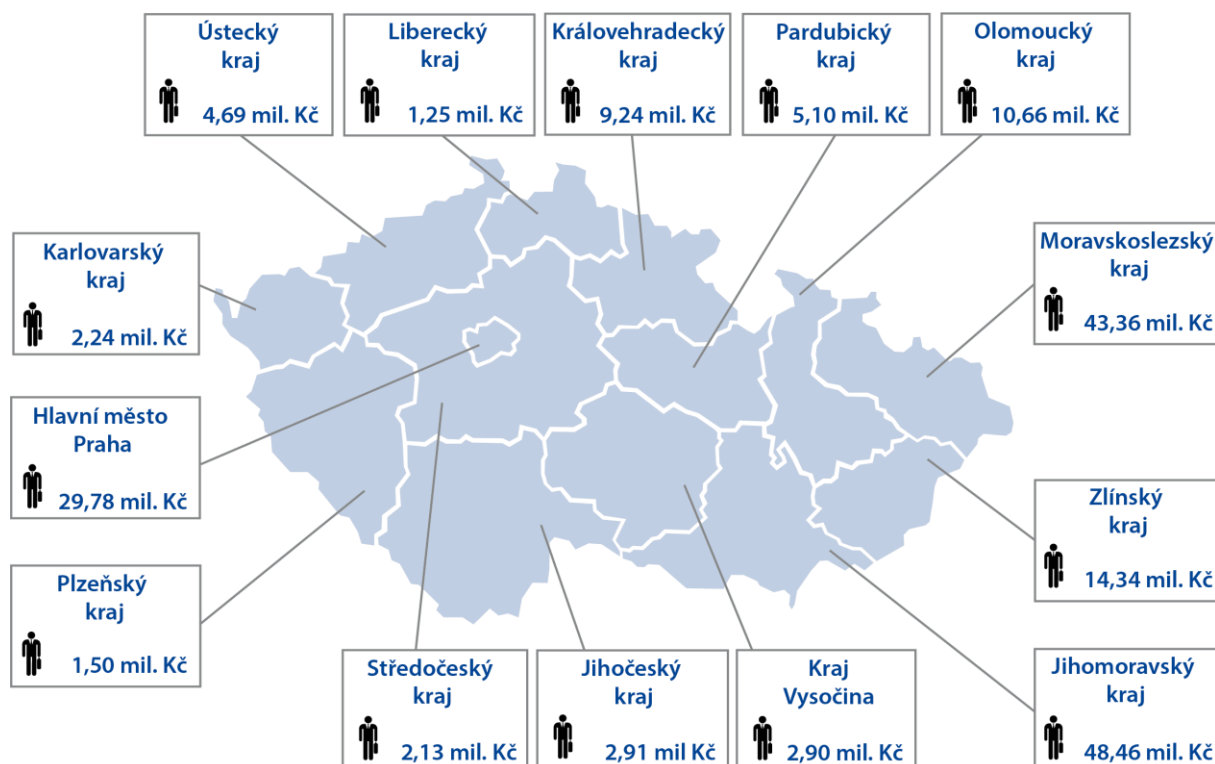 Ústecký
kraj
4,69 mil. Kč
Liberecký
kraj
1,25 mil. Kč
Královehradecký
kraj
9,24 mil. Kč
Pardubický
kraj
5,10 mil. Kč
Olomoucký
kraj
10,66 mil. Kč
Karlovarský
kraj
2,24 mil. Kč
Moravskoslezský
kraj
43,36 mil. Kč
Hlavní město
Praha
29,78 mil. Kč
Zlínský
kraj
14,34 mil. Kč
Plzeňský
kraj
1,50 mil. Kč
Středočeský
kraj
2,13 mil. Kč
Jihočeský
kraj
2,91 mil Kč
Kraj
Vysočina
2,90 mil. Kč
Jihomoravský
kraj
48,46 mil. Kč